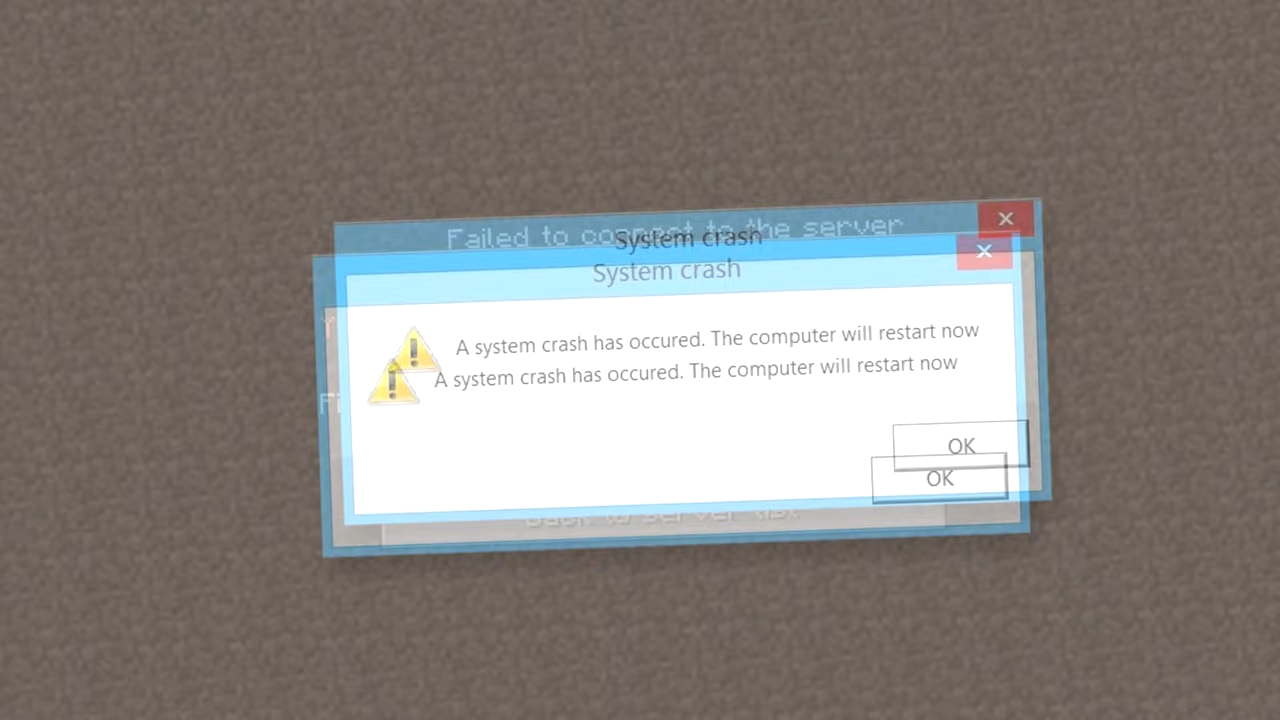 Failed to connect to the server
System crash
System crash
A system crash has occured. The computer will restart now
A system crash has occured. The computer will restart now
OK
OK
Back to server list